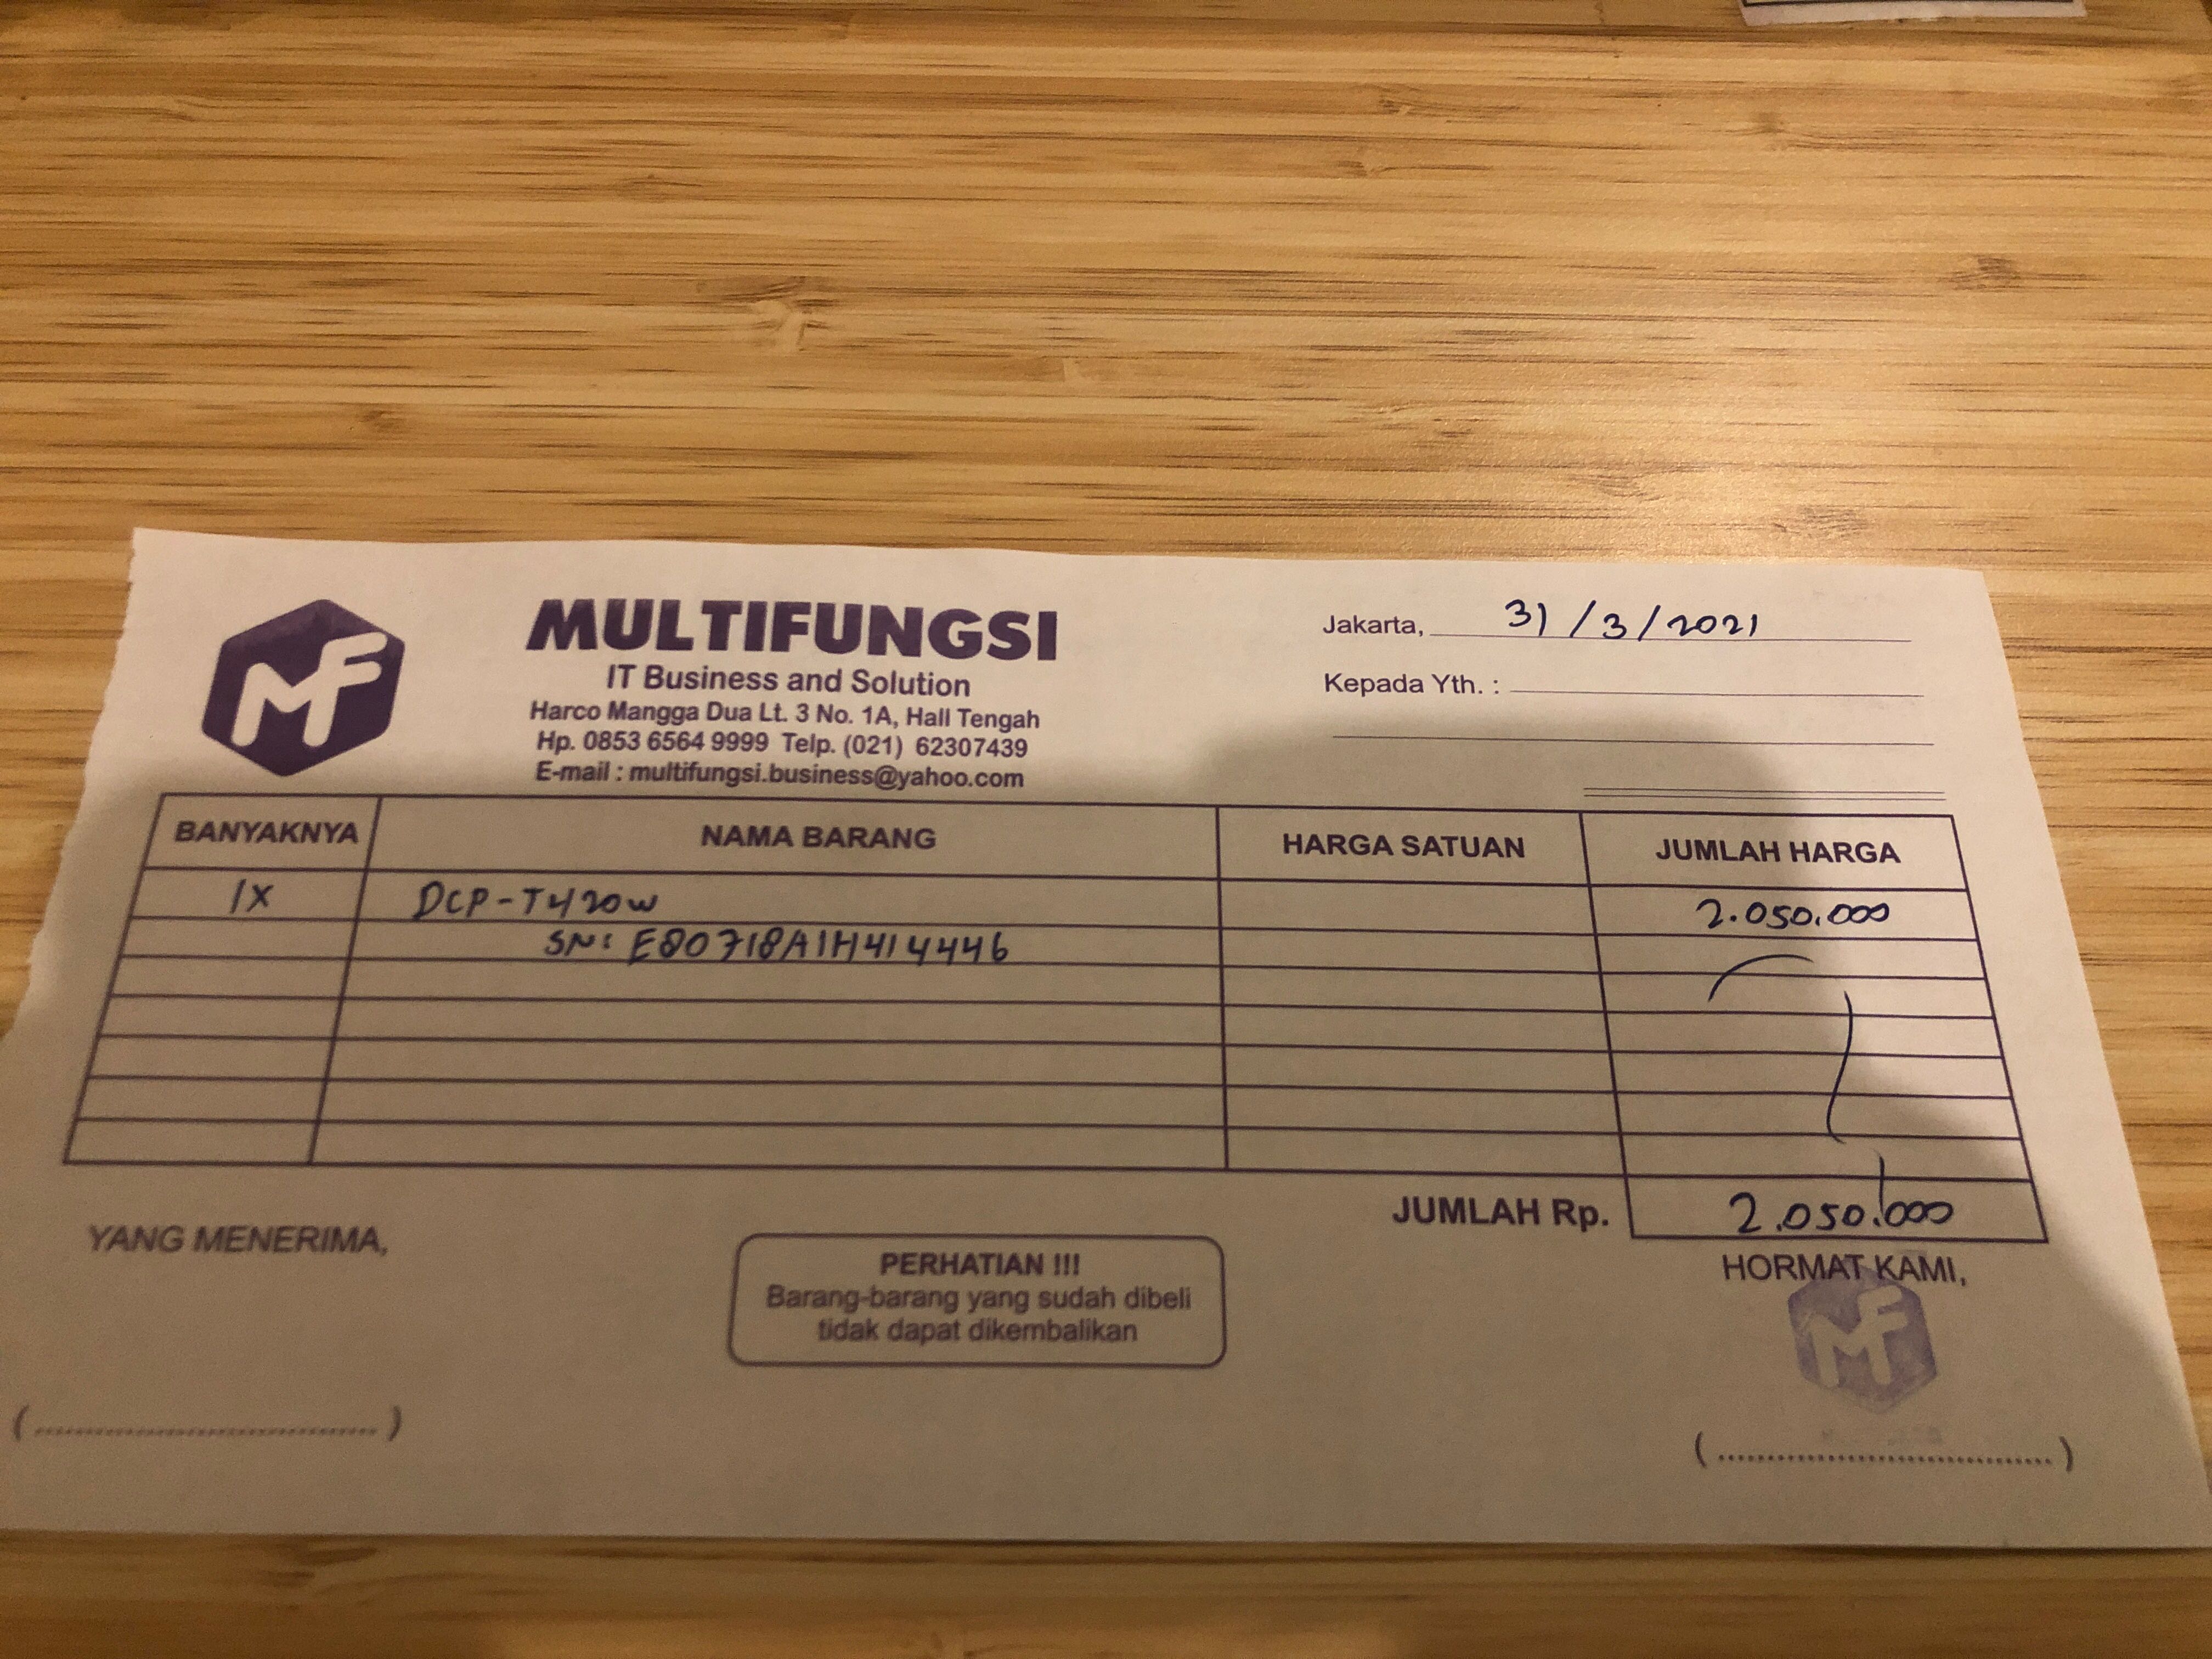 MF
MULTIFUNGSI
IT Business and Solution
Harco Mangga Dua Lt. 3 No. 1A, Hall Tengah
Hp. 0853 6564 9999 Telp. (021) 62307439
E-mail : multifungsi.business@yahoo.com
Jakarta, 31/3/2021
Kepada Yth. :
BANYAKNYA NAMA BARANG HARGA SATUAN JUMLAH HARGA
1X DCP-T420W 2.050.000
SN: E80718A1H414446
JUMLAH Rp. 2.050.000
YANG MENERIMA,
PERHATIAN !!!
Barang-barang yang sudah dibeli
tidak dapat dikembalikan
HORMAT KAMI,
MF
(................................)
(................................)